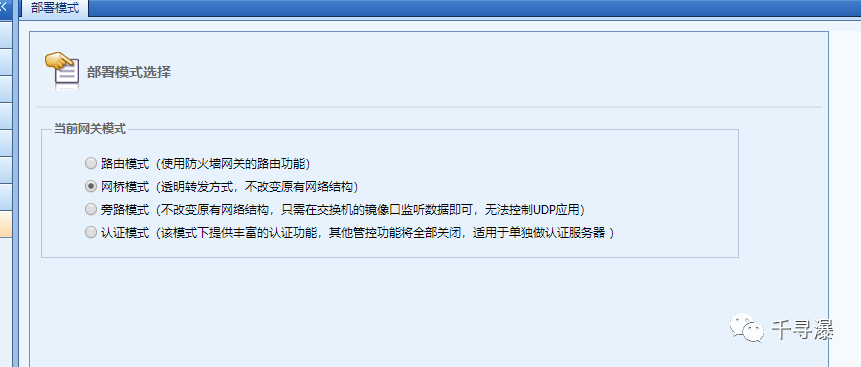 部署模式
部署模式选择
当前网关模式
路由模式（使用防火墙网关的路由功能）
网桥模式（透明转发方式，不改变原有网络结构）
旁路模式（不改变原有网络结构，只需在交换机的镜像口监听数据即可，无法控制UDP应用）
认证模式（该模式下提供丰富的认证功能，其他管控功能将全部关闭，适用于单独做认证服务器 ）
千寻瀑